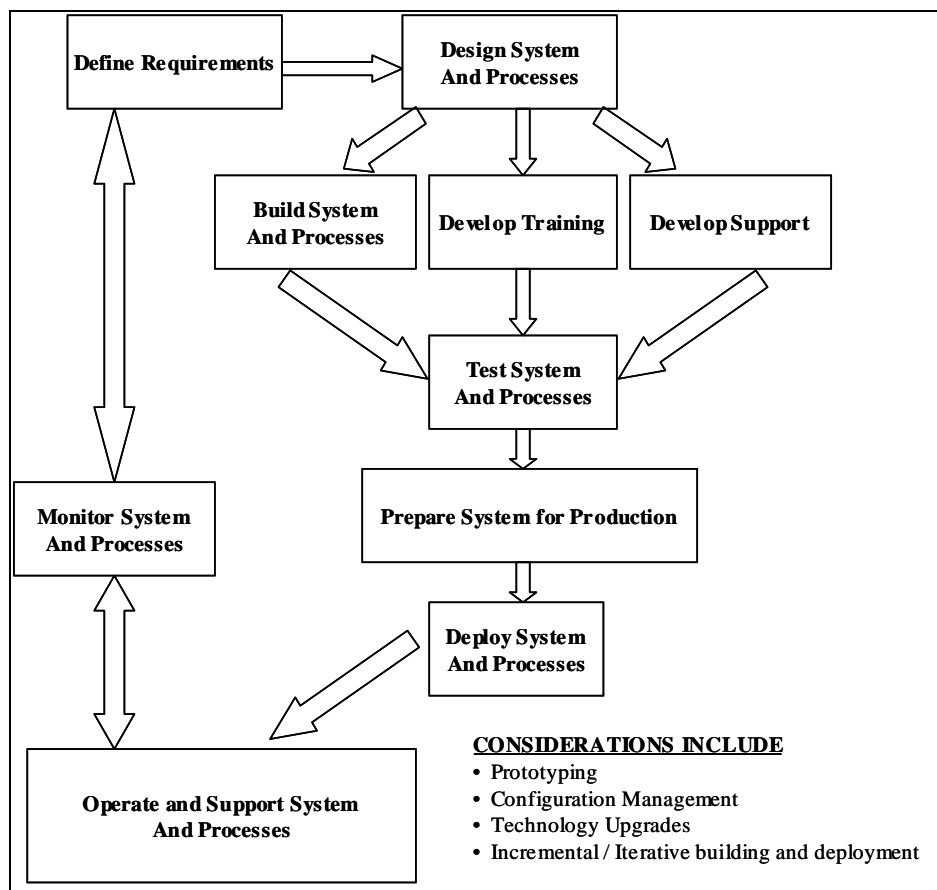 Define Requirements
Design System
And Processes
Build System
And Processes
Develop Training
Develop Support
Test System
And Processes
Monitor System
And Processes
Prepare System for Production
Deploy System
And Processes
Operate and Support System
And Processes
CONSIDERATIONS INCLUDE
• Prototyping
• Configuration Management
• Technology Upgrades
• Incremental / Iterative building and deployment